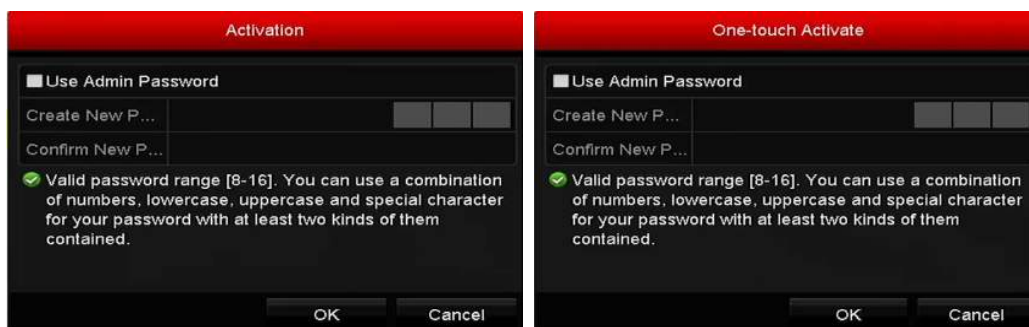 Activation
Use Admin Password
Create New P...
Confirm New P...
Valid password range [8-16]. You can use a combination
of numbers, lowercase, uppercase and special character
for your password with at least two kinds of them
contained.
OK
Cancel
One-touch Activate
Use Admin Password
Create New P...
Confirm New P...
Valid password range [8-16]. You can use a combination
of numbers, lowercase, uppercase and special character
for your password with at least two kinds of them
contained.
OK
Cancel